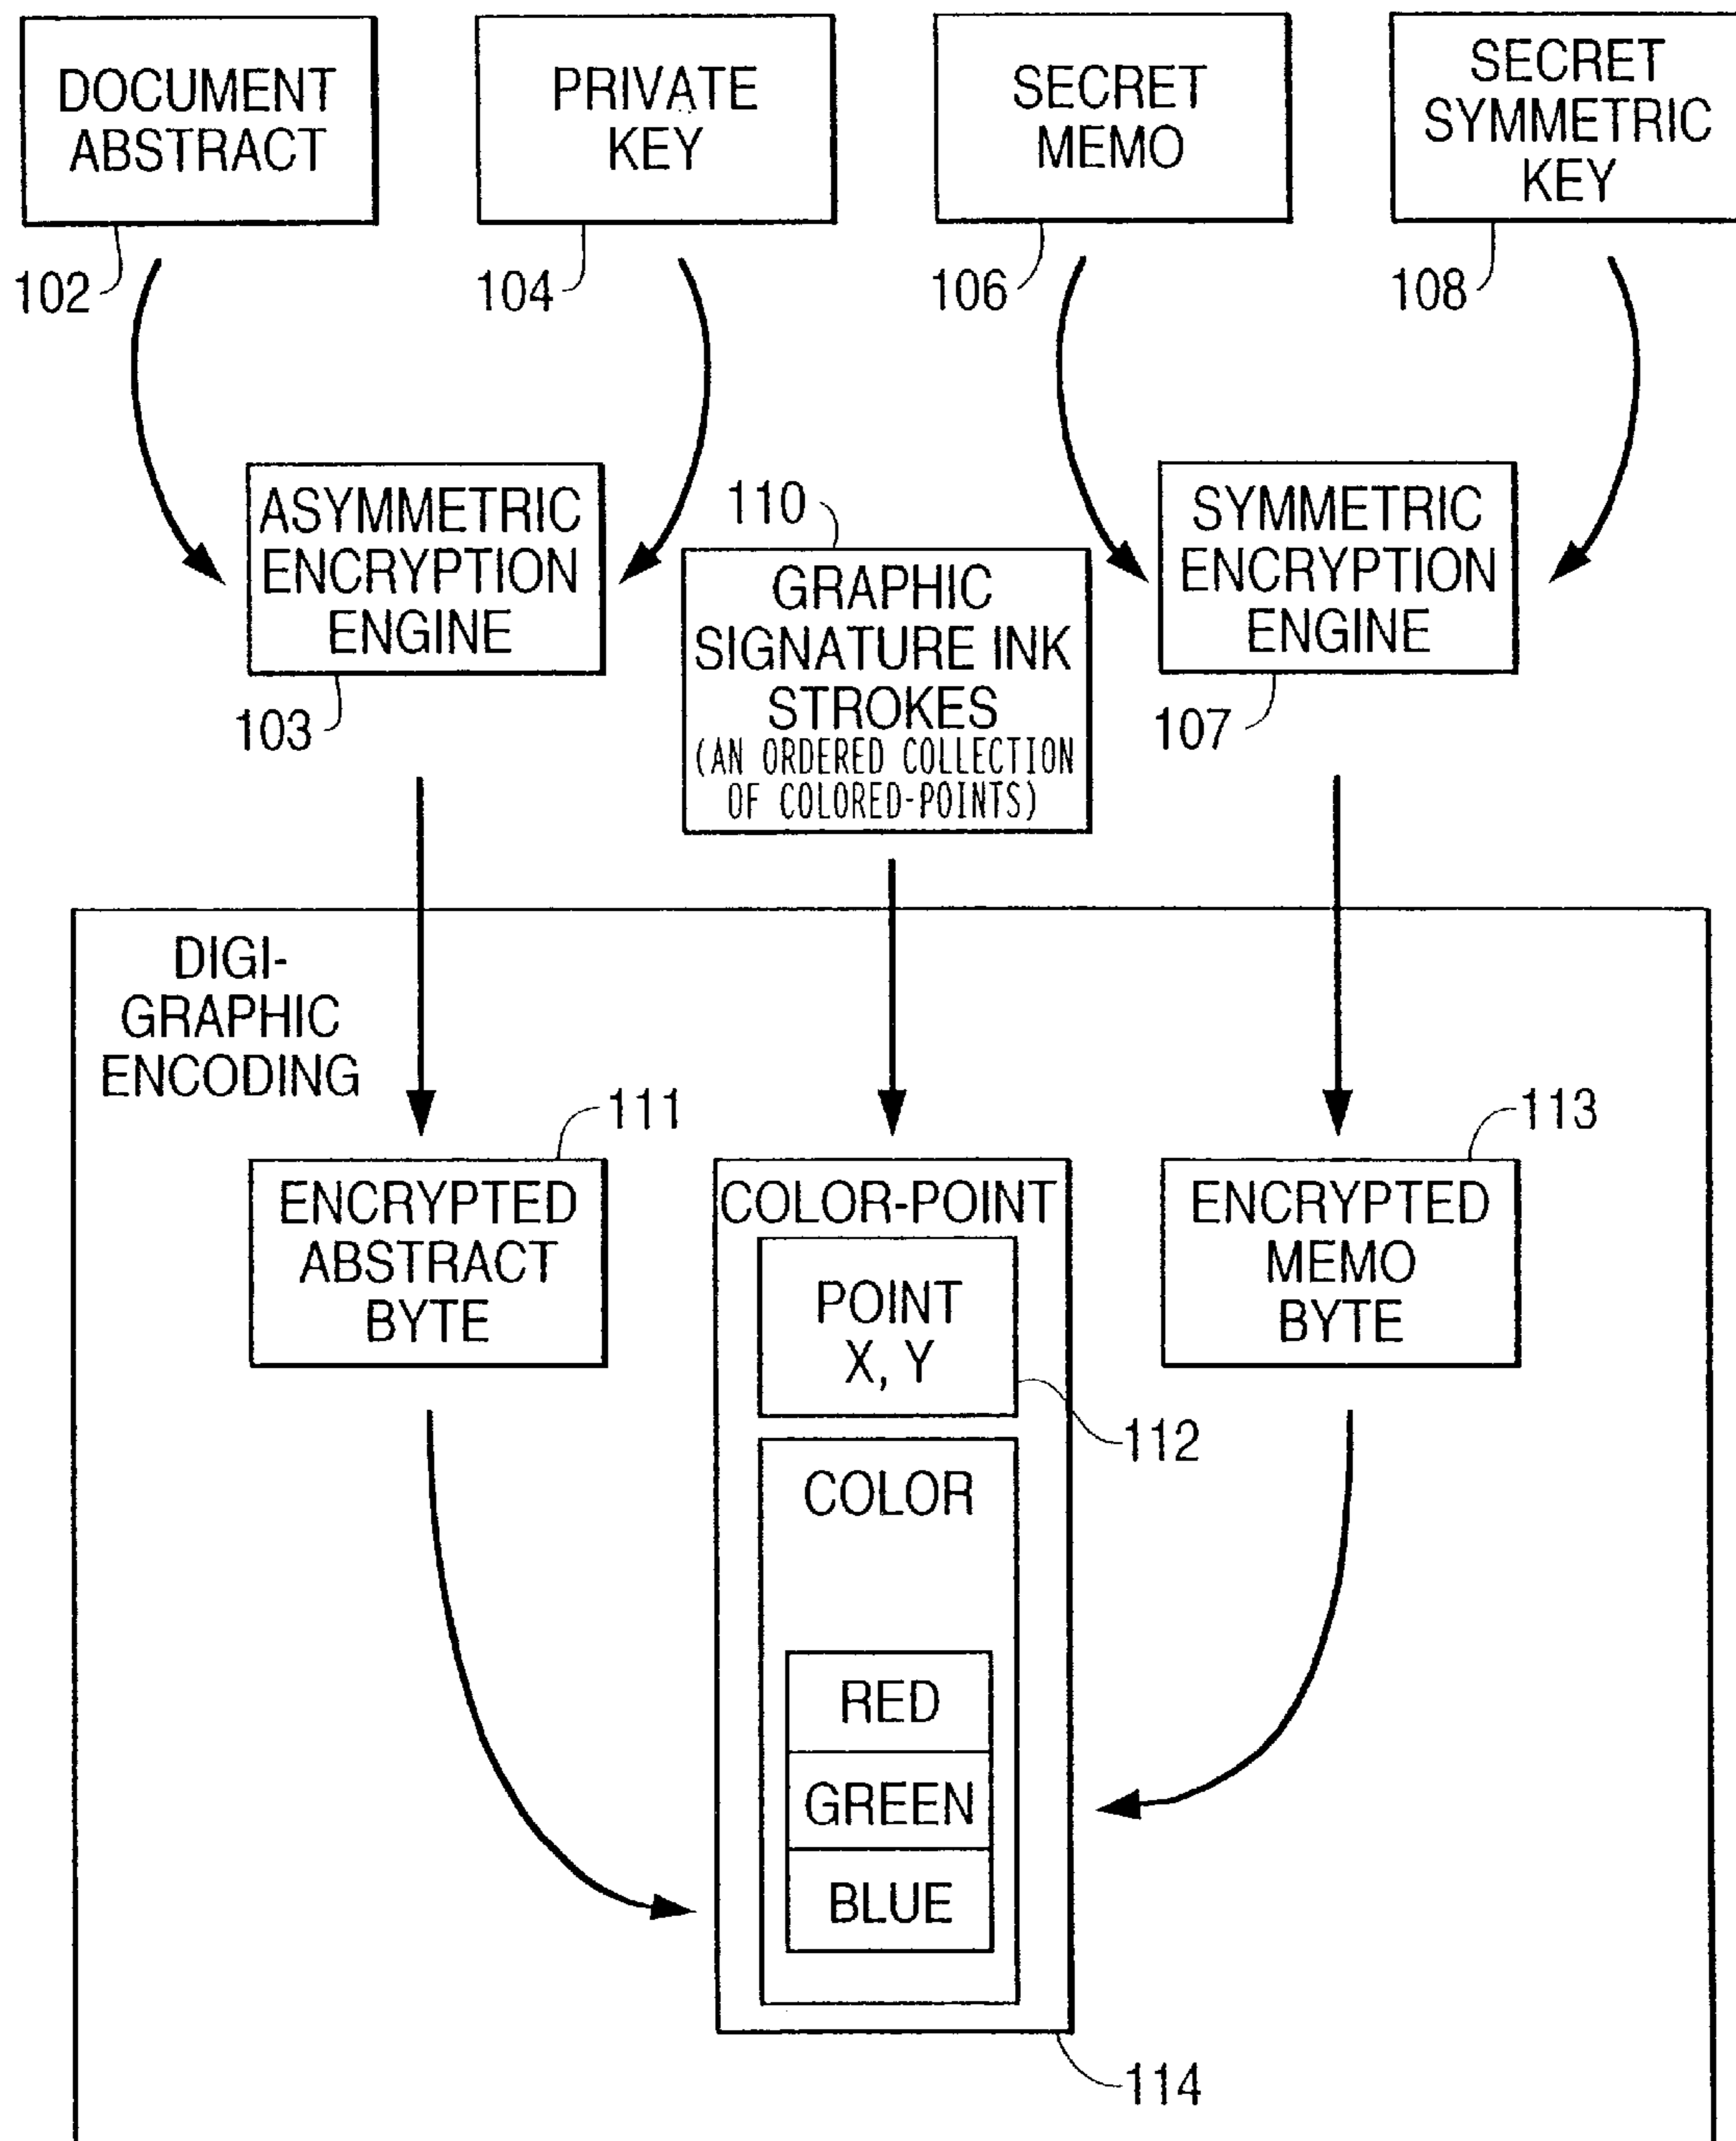 DOCUMENT
ABSTRACT
102
PRIVATE
KEY
104
SECRET
MEMO
106
SECRET
SYMMETRIC
KEY
108
ASYMMETRIC
ENCRYPTION
ENGINE
103
110
GRAPHIC
SIGNATURE INK
STROKES
(AN ORDERED COLLECTION
OF COLORED-POINTS)
SYMMETRIC
ENCRYPTION
ENGINE
107
DIGI-
GRAPHIC
ENCODING
111
ENCRYPTED
ABSTRACT
BYTE
COLOR-POINT
POINT
X, Y
112
COLOR
RED
GREEN
BLUE
114
113
ENCRYPTED
MEMO
BYTE